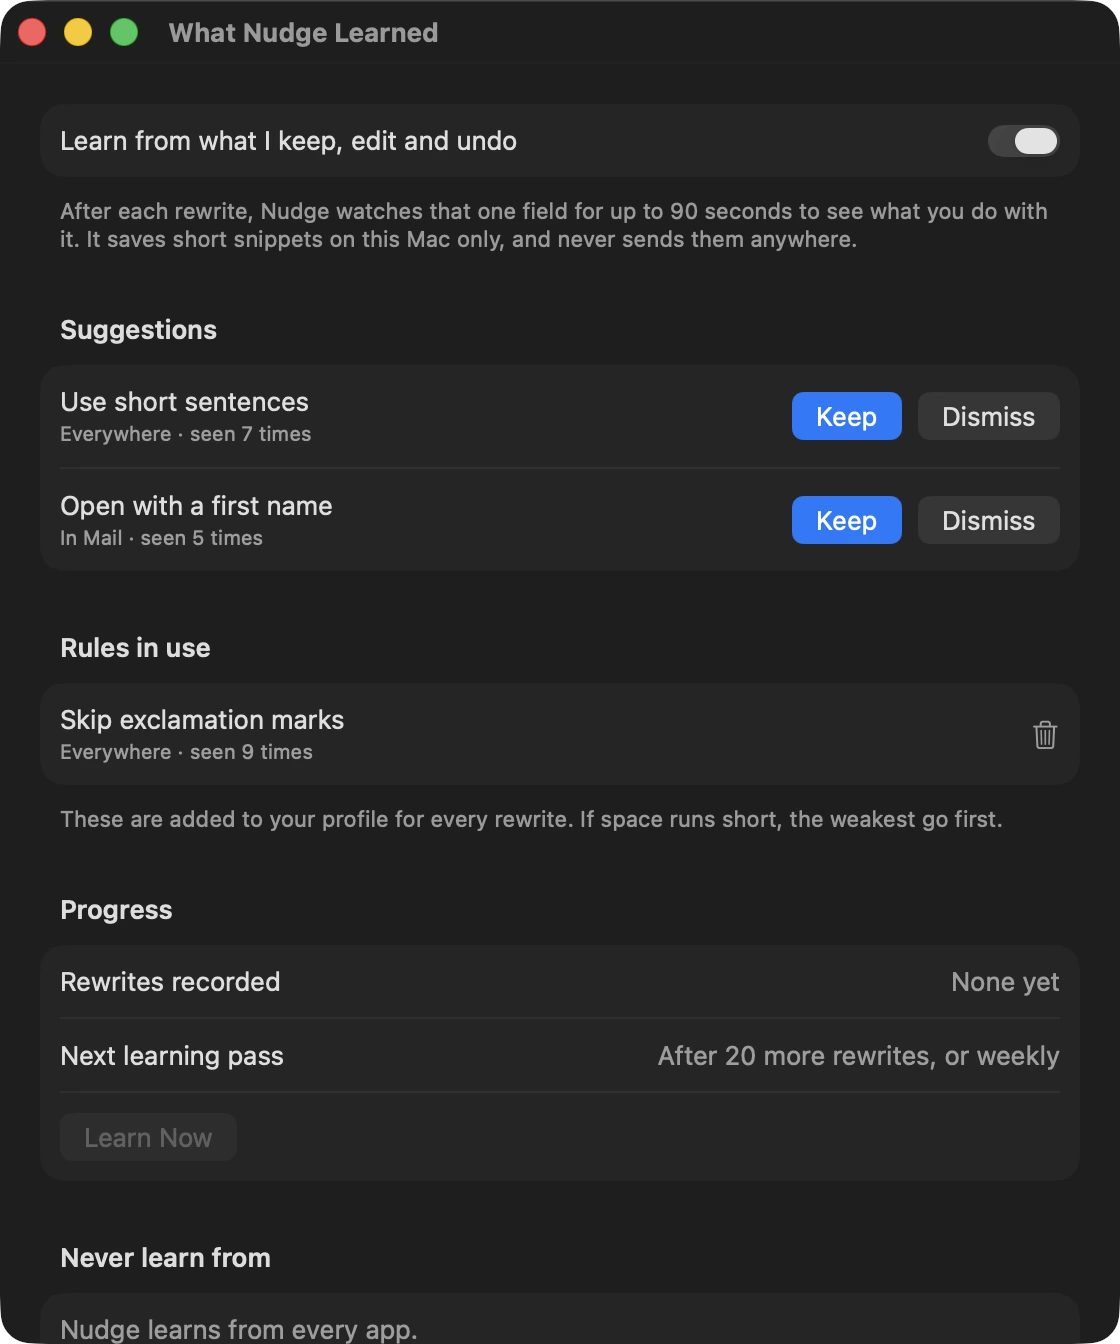 What Nudge Learned
Learn from what I keep, edit and undo
After each rewrite, Nudge watches that one field for up to 90 seconds to see what you do with
it. It saves short snippets on this Mac only, and never sends them anywhere.
Suggestions
Use short sentences
Everywhere · seen 7 times
Keep
Dismiss
Open with a first name
In Mail · seen 5 times
Keep
Dismiss
Rules in use
Skip exclamation marks
Everywhere · seen 9 times
These are added to your profile for every rewrite. If space runs short, the weakest go first.
Progress
Rewrites recorded
None yet
Next learning pass
After 20 more rewrites, or weekly
Learn Now
Never learn from
Nudge learns from every app.